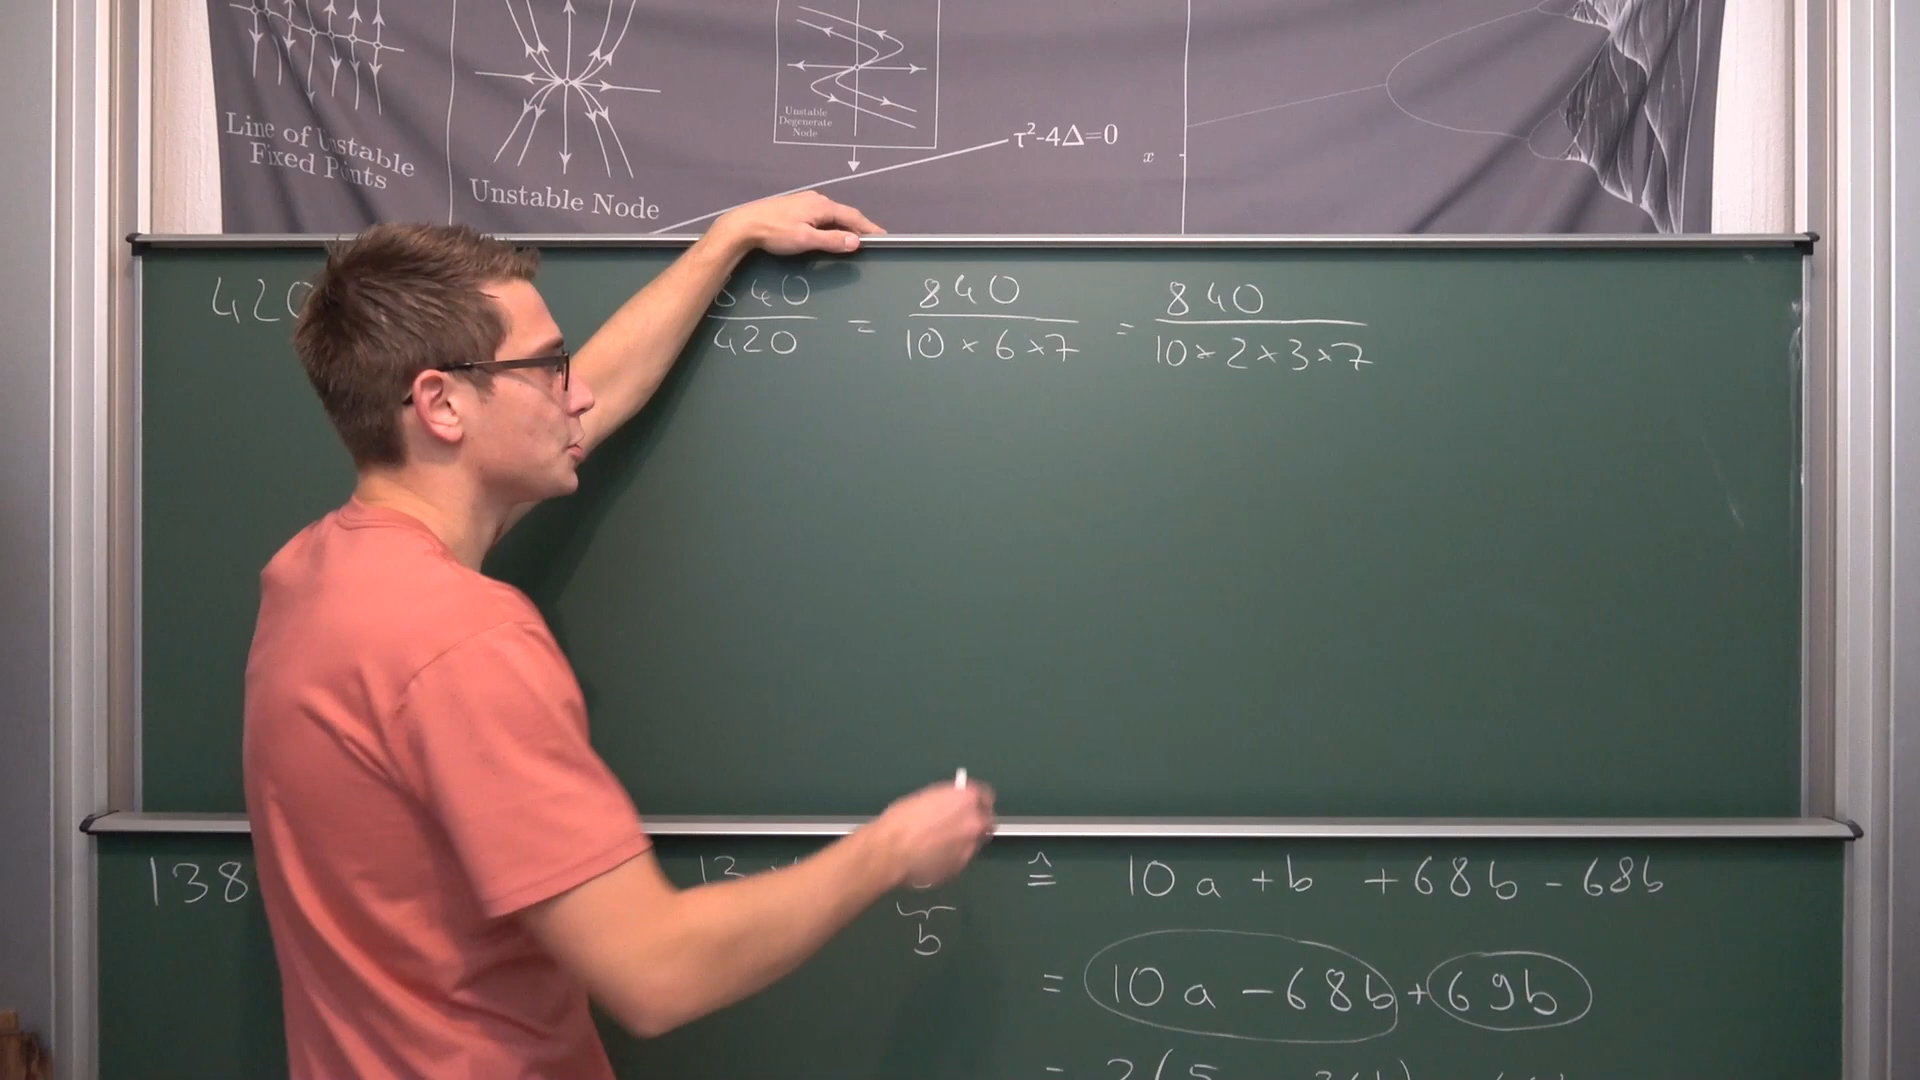 Line of Unstable
Fixed Points
Unstable Node
Unstable
Degenerate
Node
τ²-4Δ=0
x
420
840/420 = 840/(10 × 6 × 7) = 840/(10 × 2 × 3 × 7)
138
≙ 10a + b + 68b - 68b
b
= 10a - 68b + 69b